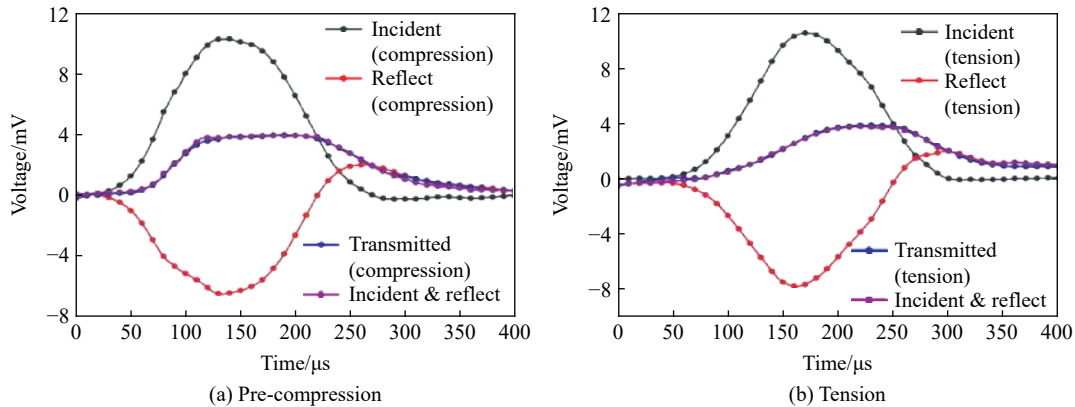 12
8
4
0
−4
−8
Voltage/mV
Incident
(compression)
Reflect
(compression)
Transmitted
(compression)
Incident & reflect
0 50 100 150 200 250 300 350 400
Time/μs
(a) Pre-compression
12
8
4
0
−4
−8
Voltage/mV
Incident
(tension)
Reflect
(tension)
Transmitted
(tension)
Incident & reflect
0 50 100 150 200 250 300 350 400
Time/μs
(b) Tension